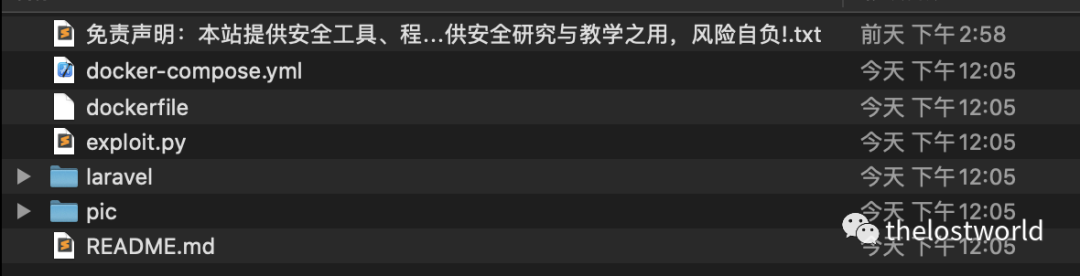 免责声明：本站提供安全工具、程...供安全研究与教学之用，风险自负!.txt 前天 下午2:58
docker-compose.yml 今天 下午12:05
dockerfile 今天 下午12:05
exploit.py 今天 下午12:05
laravel 今天 下午12:05
pic 今天 下午12:05
README.md 今天 下午12:05
thelostworld